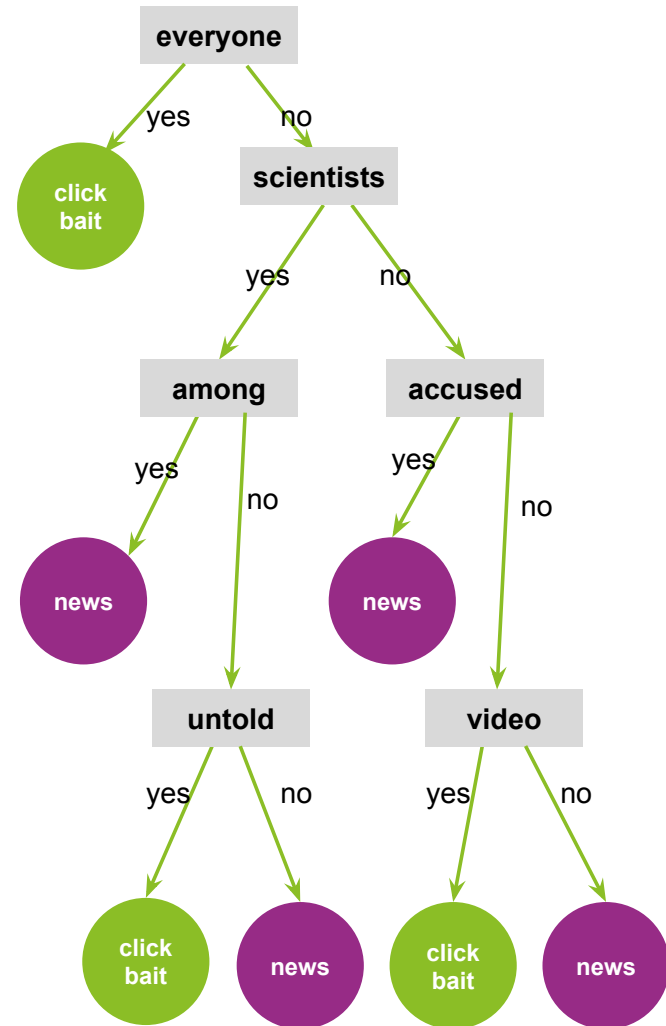 everyone
yes
no
click
bait
scientists
yes
no
among
accused
yes
no
yes
no
news
news
untold
video
yes
no
yes
no
click
bait
news
click
bait
news